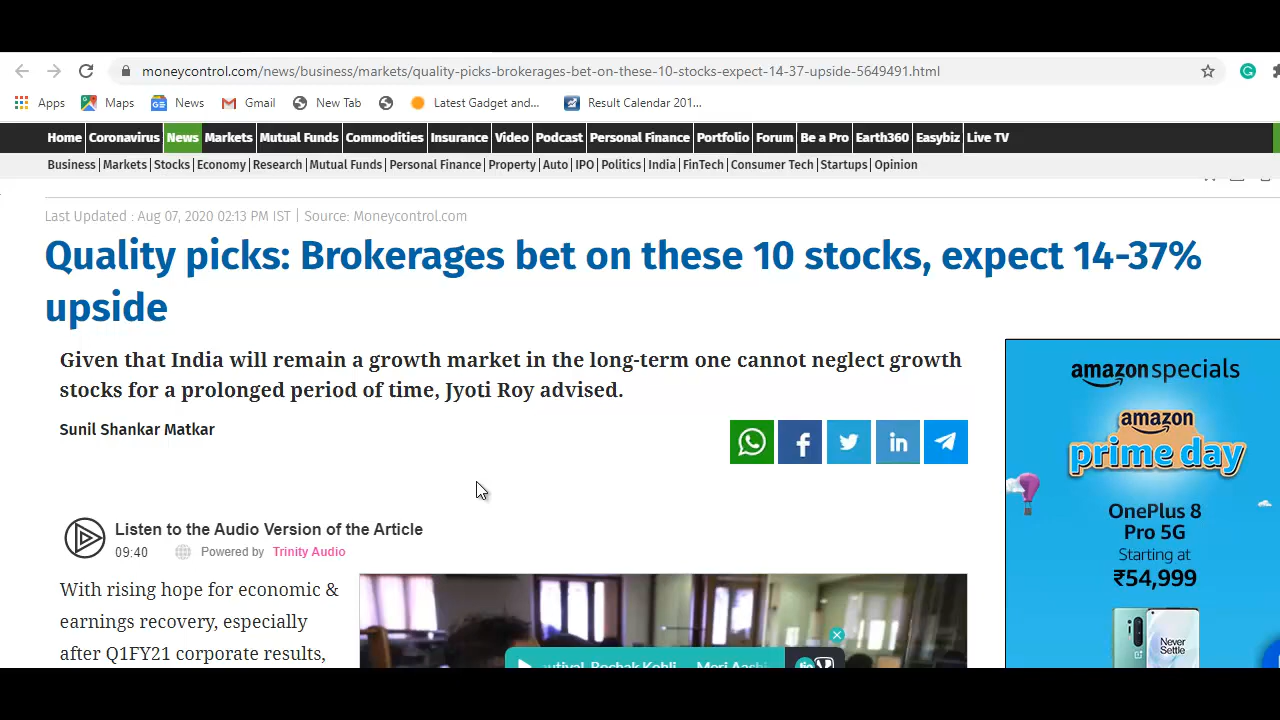 moneycontrol.com/news/business/markets/quality-picks-brokerages-bet-on-these-10-stocks-expect-14-37-upside-5649491.html
Apps Maps News Gmail New Tab Latest Gadget and... Result Calendar 201...
Home Coronavirus News Markets Mutual Funds Commodities Insurance Video Podcast Personal Finance Portfolio Forum Be a Pro Earth360 Easybiz Live TV
Business Markets Stocks Economy Research Mutual Funds Personal Finance Property Auto IPO Politics India FinTech Consumer Tech Startups Opinion
Last Updated : Aug 07, 2020 02:13 PM IST | Source: Moneycontrol.com
Quality picks: Brokerages bet on these 10 stocks, expect 14-37%
upside
Given that India will remain a growth market in the long-term one cannot neglect growth
stocks for a prolonged period of time, Jyoti Roy advised.
Sunil Shankar Matkar
Listen to the Audio Version of the Article
09:40 Powered by Trinity Audio
With rising hope for economic &
earnings recovery, especially
after Q1FY21 corporate results,
amazon specials
amazon
prime day
OnePlus 8
Pro 5G
Starting at
₹54,999
Never
Settle